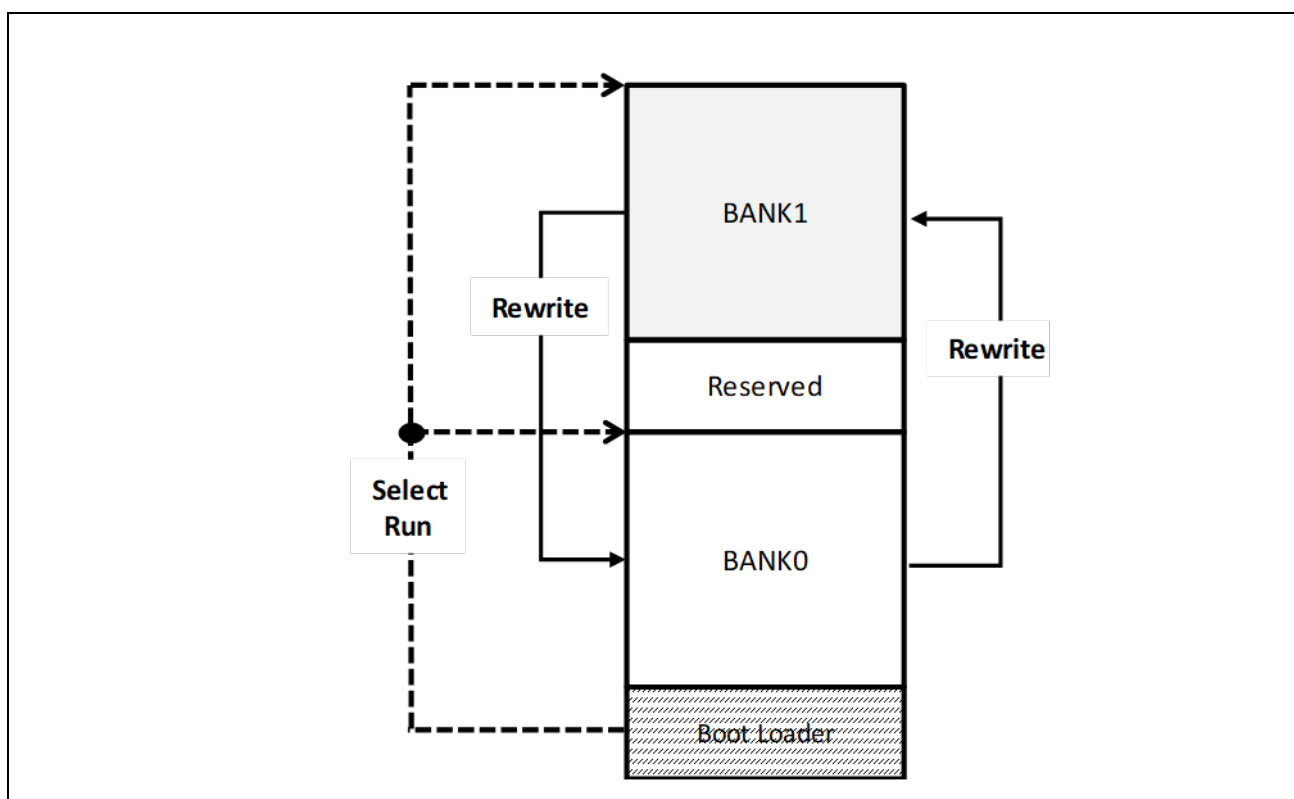 BANK1
Rewrite
Rewrite
Reserved
Select
Run
BANK0
Boot Loader